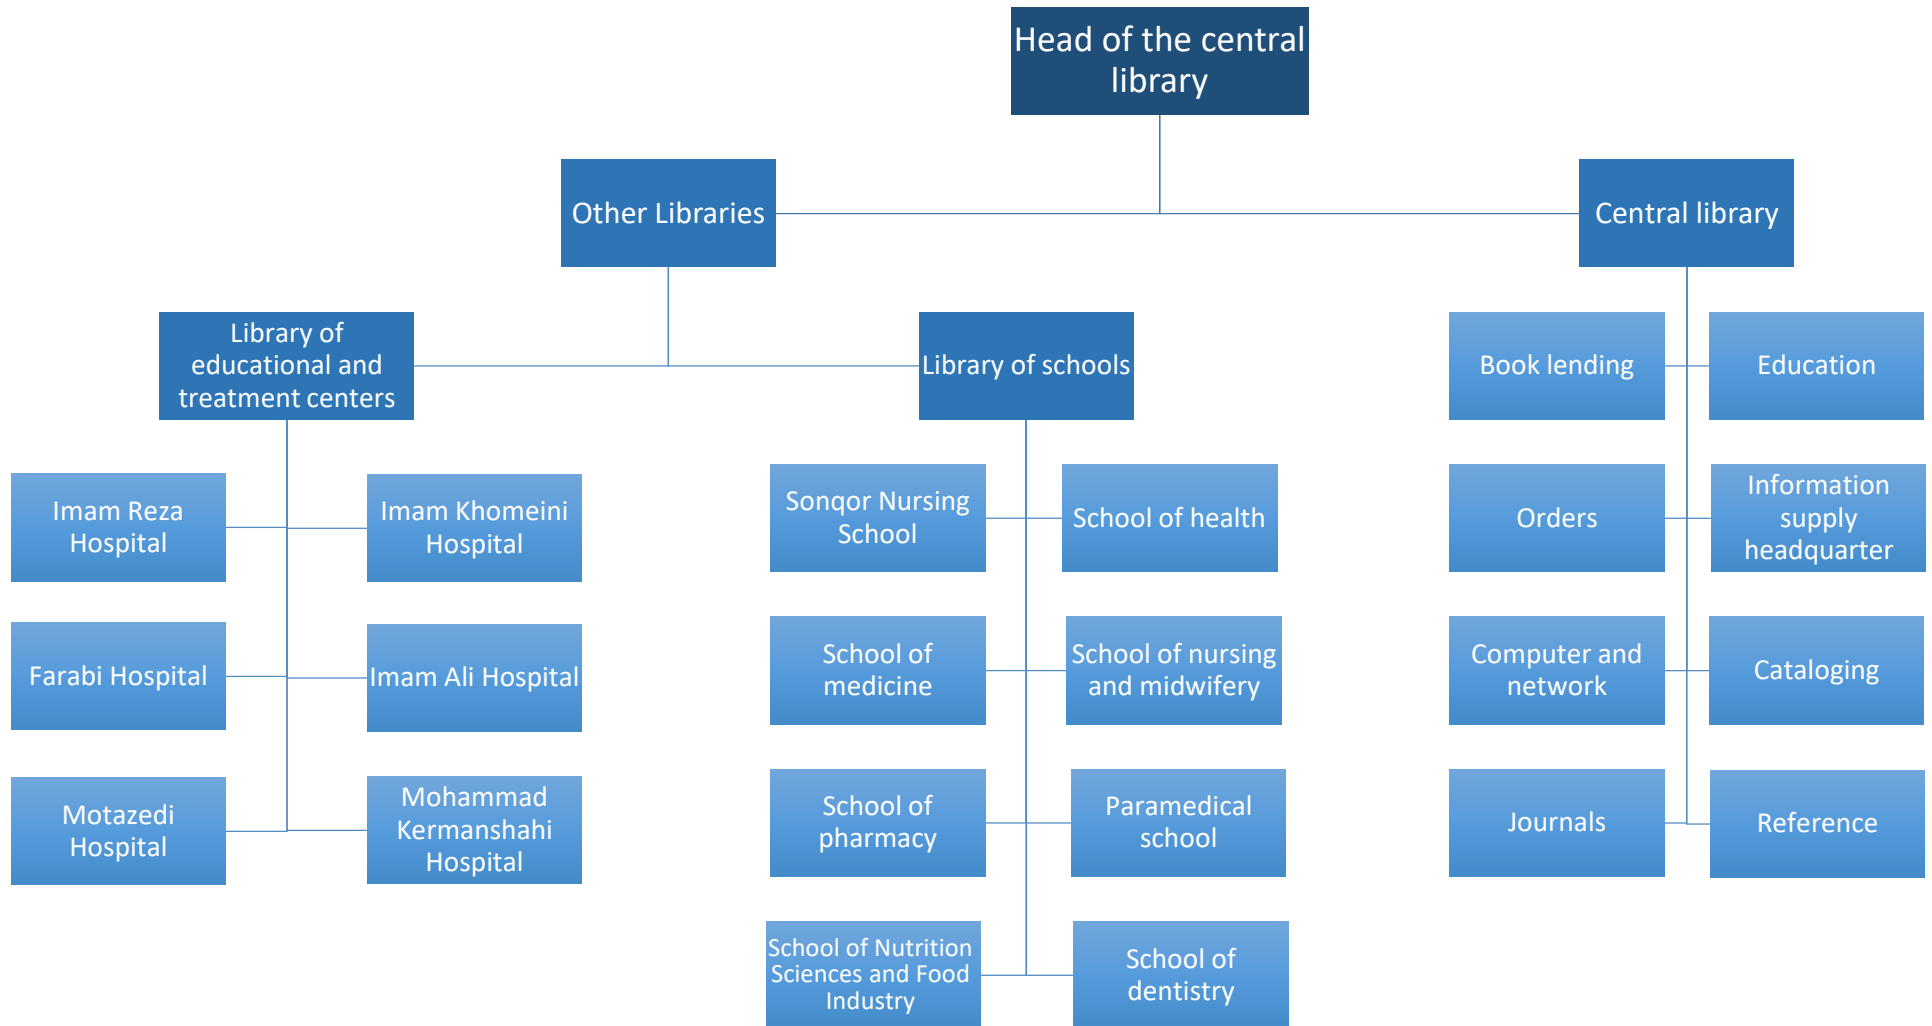 Head of the central
library
Other Libraries
Central library
Library of
educational and
treatment centers
Library of schools
Book lending
Education
Imam Reza
Hospital
Imam Khomeini
Hospital
Sonqor Nursing
School
School of health
Orders
Information
supply
headquarter
Farabi Hospital
Imam Ali Hospital
School of
medicine
School of nursing
and midwifery
Computer and
network
Cataloging
Motazedi
Hospital
Mohammad
Kermanshahi
Hospital
School of
pharmacy
Paramedical
school
Journals
Reference
School of Nutrition
Sciences and Food
Industry
School of
dentistry